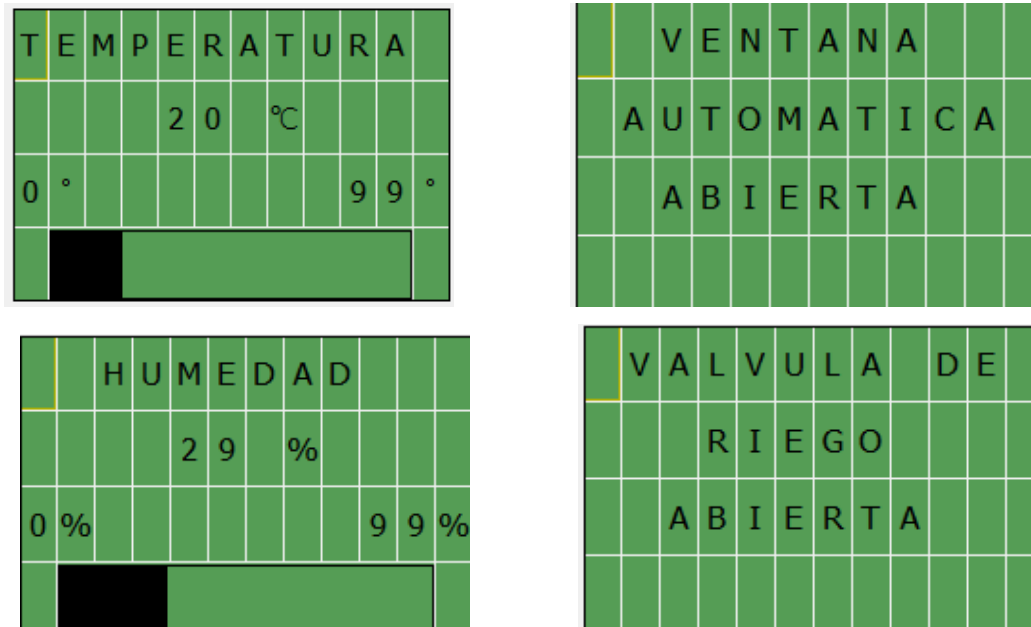 TEMPERATURA
20 °C
0° 99°
VENTANA
AUTOMATICA
ABIERTA
HUMEDAD
29 %
0% 99%
VALVULA DE
RIEGO
ABIERTA